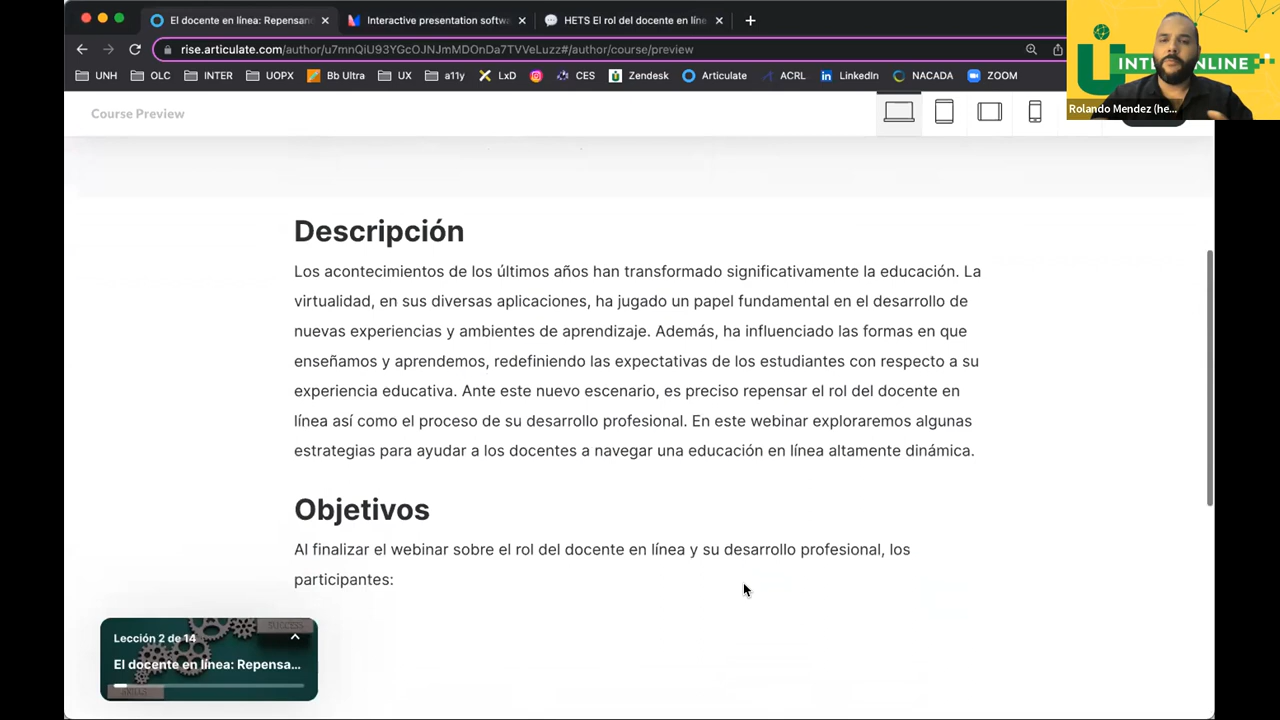 El docente en línea: Repensand
Interactive presentation softwa
HETS El rol del docente en líne
rise.articulate.com/author/u7mnQiU93YGcOJNJmMDOnDa7TVVeLuzz#/author/course/preview
UNH
OLC
INTER
UOPX
Bb Ultra
UX
a11y
LxD
CES
Zendesk
Articulate
ACRL
LinkedIn
NACADA
ZOOM
Rolando Mendez (he...
Course Preview
Descripción
Los acontecimientos de los últimos años han transformado significativamente la educación. La
virtualidad, en sus diversas aplicaciones, ha jugado un papel fundamental en el desarrollo de
nuevas experiencias y ambientes de aprendizaje. Además, ha influenciado las formas en que
enseñamos y aprendemos, redefiniendo las expectativas de los estudiantes con respecto a su
experiencia educativa. Ante este nuevo escenario, es preciso repensar el rol del docente en
línea así como el proceso de su desarrollo profesional. En este webinar exploraremos algunas
estrategias para ayudar a los docentes a navegar una educación en línea altamente dinámica.
Objetivos
Al finalizar el webinar sobre el rol del docente en línea y su desarrollo profesional, los
participantes:
SUCCESS
Lección 2 de 14
El docente en línea: Repensa...
SKILLS